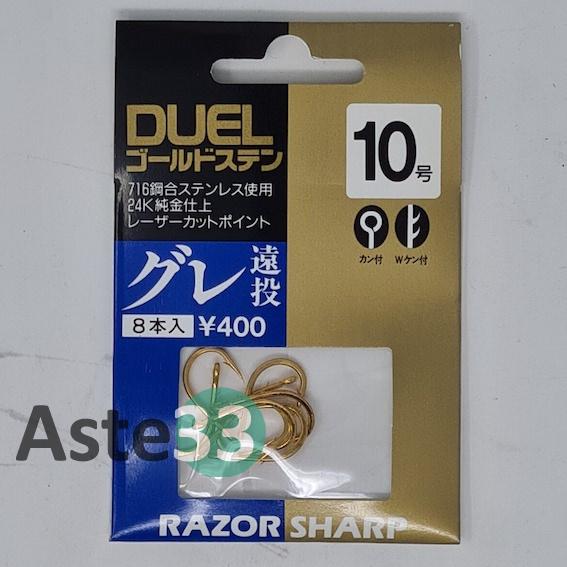 DUEL
ゴールドステン
716鋼合ステンレス使用
24K純金仕上
レーザーカットポイント
10号
カン付
Wケン付
グレ
遠投
8本入
¥400
Aste33
RAZOR SHARP